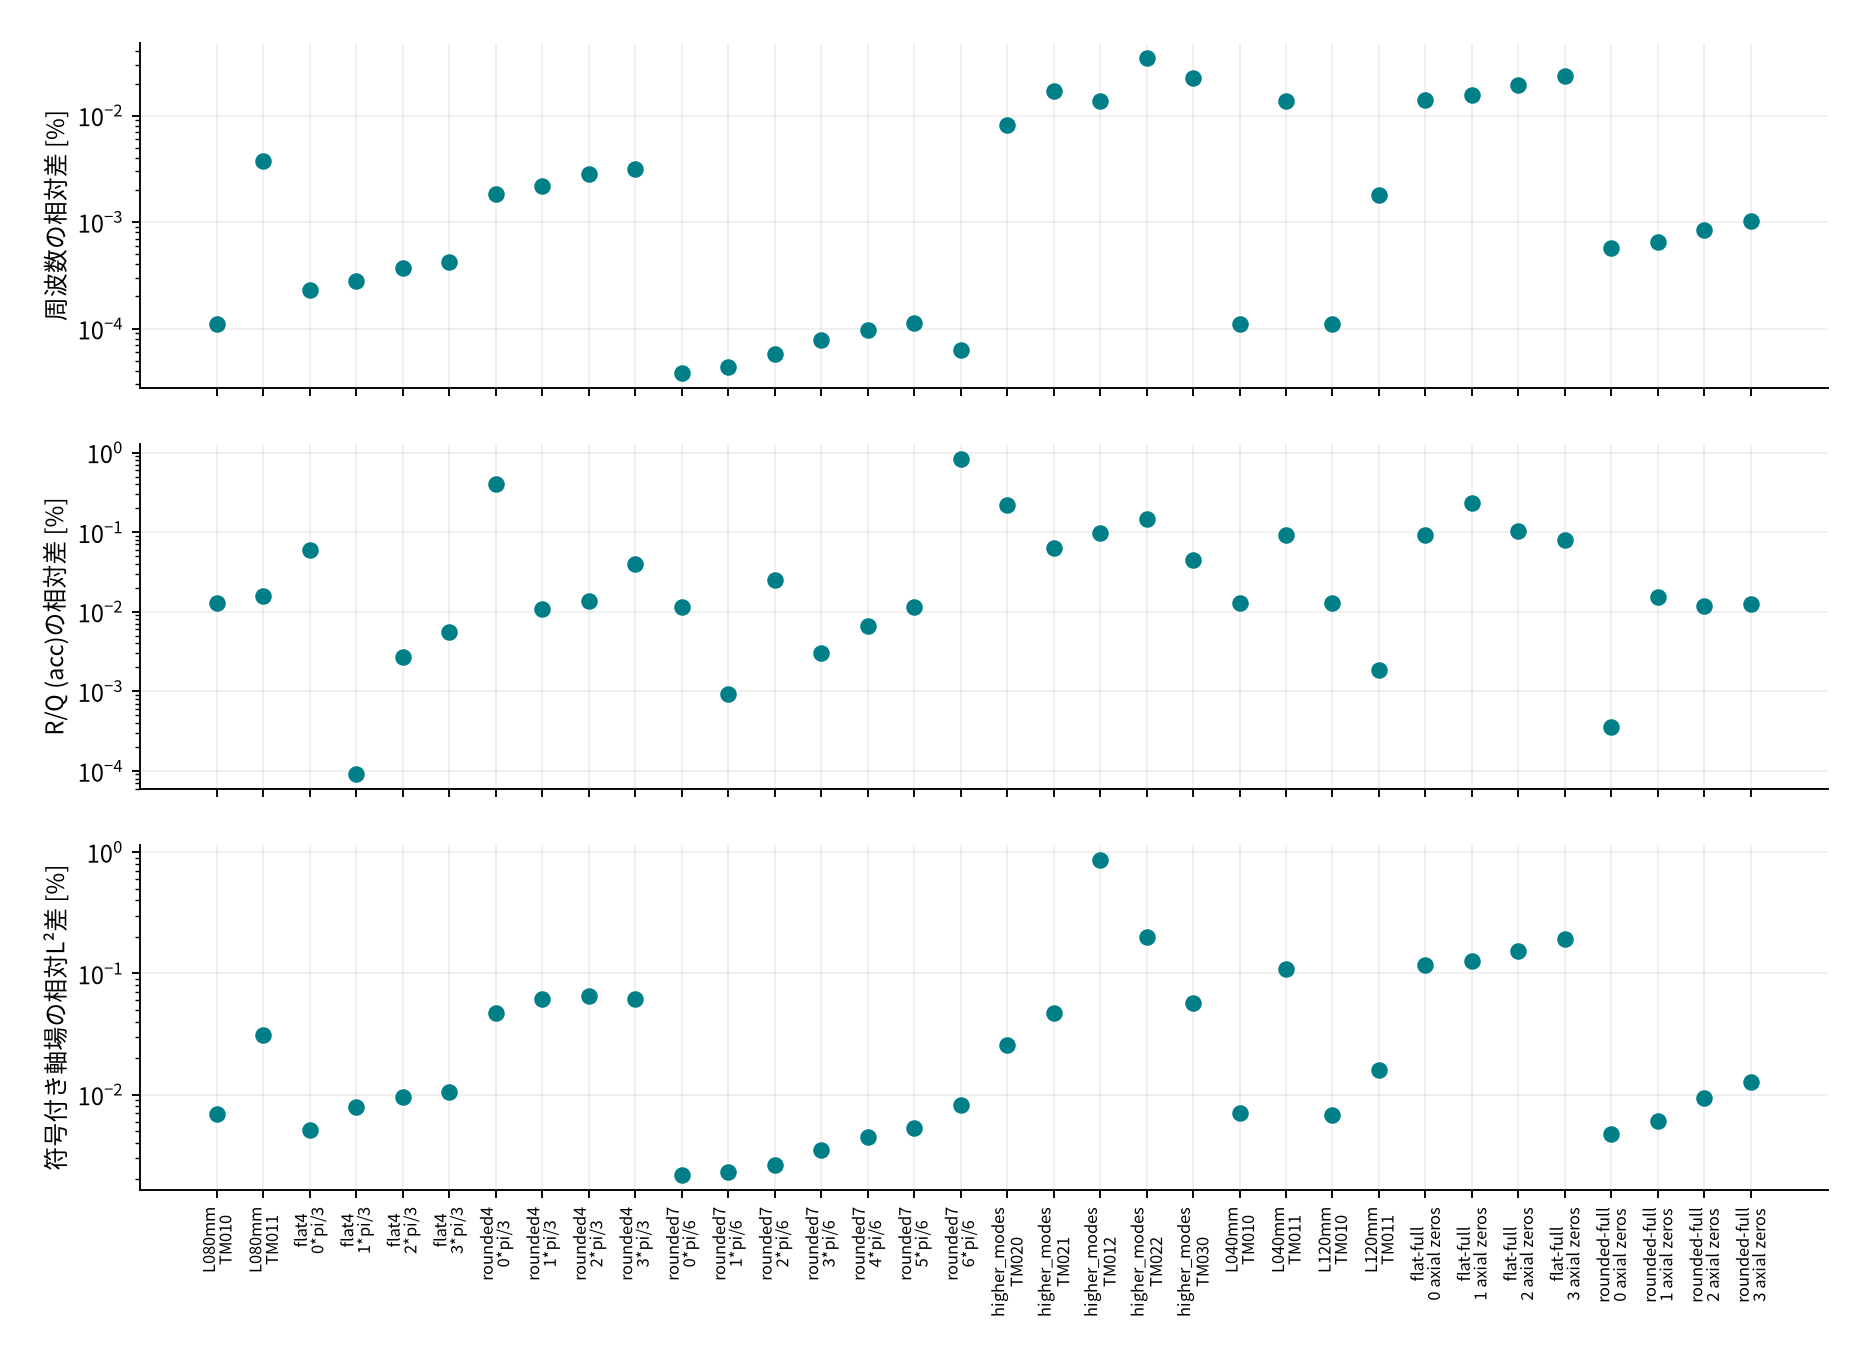 周波数の相対差 [%]
10⁻²
10⁻³
10⁻⁴
R/Q (acc)の相対差 [%]
10⁰
10⁻¹
10⁻²
10⁻³
10⁻⁴
符号付き軸場の相対L²差 [%]
10⁰
10⁻¹
10⁻²
L080mm
TM010
L080mm
TM011
flat4
0*pi/3
flat4
1*pi/3
flat4
2*pi/3
flat4
3*pi/3
rounded4
0*pi/3
rounded4
1*pi/3
rounded4
2*pi/3
rounded4
3*pi/3
rounded7
0*pi/6
rounded7
1*pi/6
rounded7
2*pi/6
rounded7
3*pi/6
rounded7
4*pi/6
rounded7
5*pi/6
rounded7
6*pi/6
higher_modes
TM020
higher_modes
TM021
higher_modes
TM012
higher_modes
TM022
higher_modes
TM030
L040mm
TM010
L040mm
TM011
L120mm
TM010
L120mm
TM011
flat-full
0 axial zeros
flat-full
1 axial zeros
flat-full
2 axial zeros
flat-full
3 axial zeros
rounded-full
0 axial zeros
rounded-full
1 axial zeros
rounded-full
2 axial zeros
rounded-full
3 axial zeros